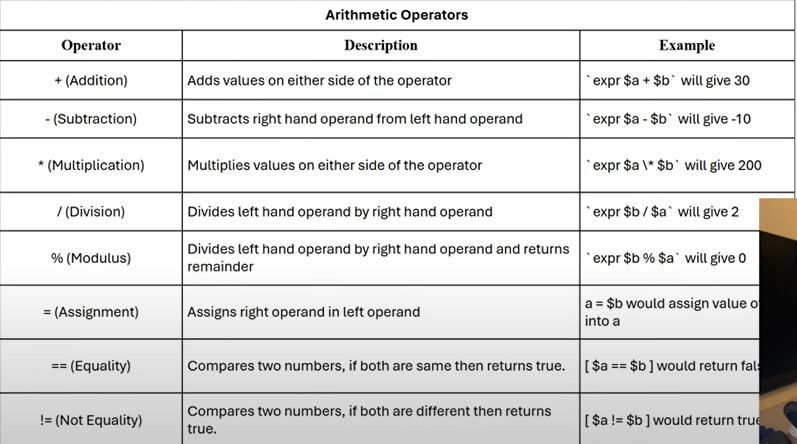 Arithmetic Operators
Operator Description Example
+ (Addition) Adds values on either side of the operator `expr $a + $b` will give 30
- (Subtraction) Subtracts right hand operand from left hand operand `expr $a - $b` will give -10
* (Multiplication) Multiplies values on either side of the operator `expr $a \* $b` will give 200
/ (Division) Divides left hand operand by right hand operand `expr $b / $a` will give 2
% (Modulus) Divides left hand operand by right hand operand and returns
remainder `expr $b % $a` will give 0
= (Assignment) Assigns right operand in left operand a = $b would assign value
into a
== (Equality) Compares two numbers, if both are same then returns true. [ $a == $b ] would return
!= (Not Equality) Compares two numbers, if both are different then returns
true. [ $a != $b ] would return true